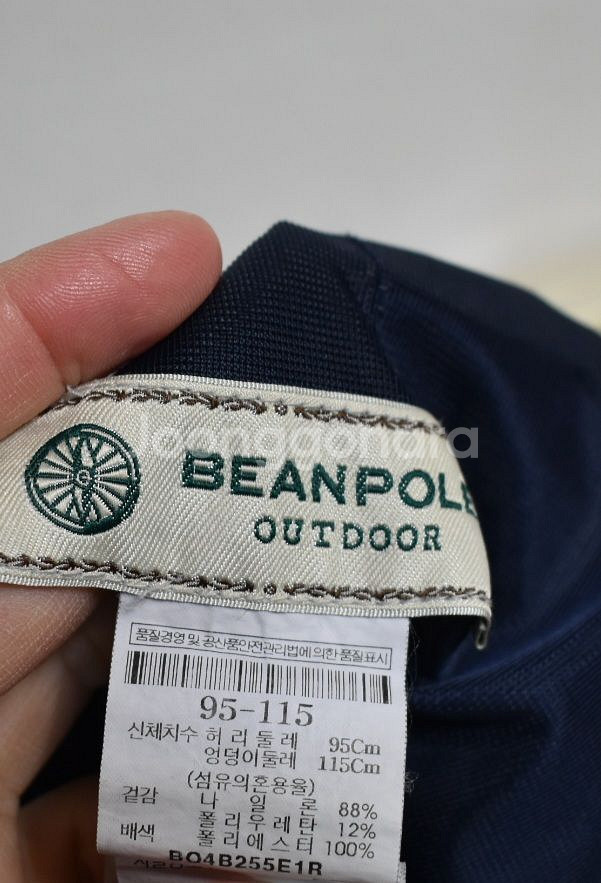 joonggonara
BEANPOLE
OUTDOOR
품질경영 및 공산품안전관리법에 의한 품질표시
95-115
신체치수 허리둘레 95Cm
엉덩이둘레 115Cm
(섬유의혼용율)
겉감 나일론 88%
폴리우레탄 12%
배색 폴리에스터 100%
BO4B255E1R